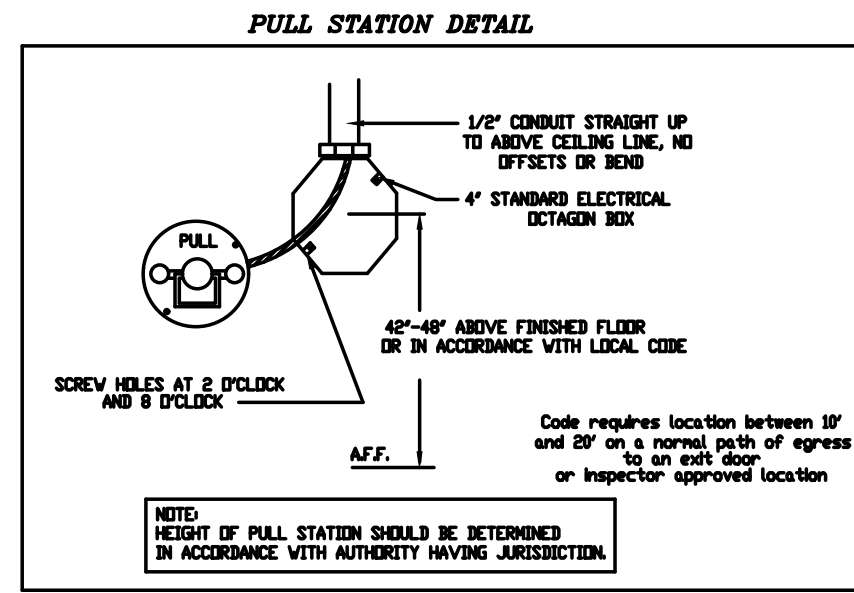 PULL STATION DETAIL
1/2" CONDUIT STRAIGHT UP
TO ABOVE CEILING LINE, NO
OFFSETS OR BEND
4" STANDARD ELECTRICAL
OCTAGON BOX
PULL
42"-48" ABOVE FINISHED FLOOR
OR IN ACCORDANCE WITH LOCAL CODE
SCREW HOLES AT 2 O'CLOCK
AND 8 O'CLOCK
Code requires location between 10'
and 20' on a normal path of egress
to an exit door
or inspector approved location
A.F.F.
NOTE:
HEIGHT OF PULL STATION SHOULD BE DETERMINED
IN ACCORDANCE WITH AUTHORITY HAVING JURISDICTION.